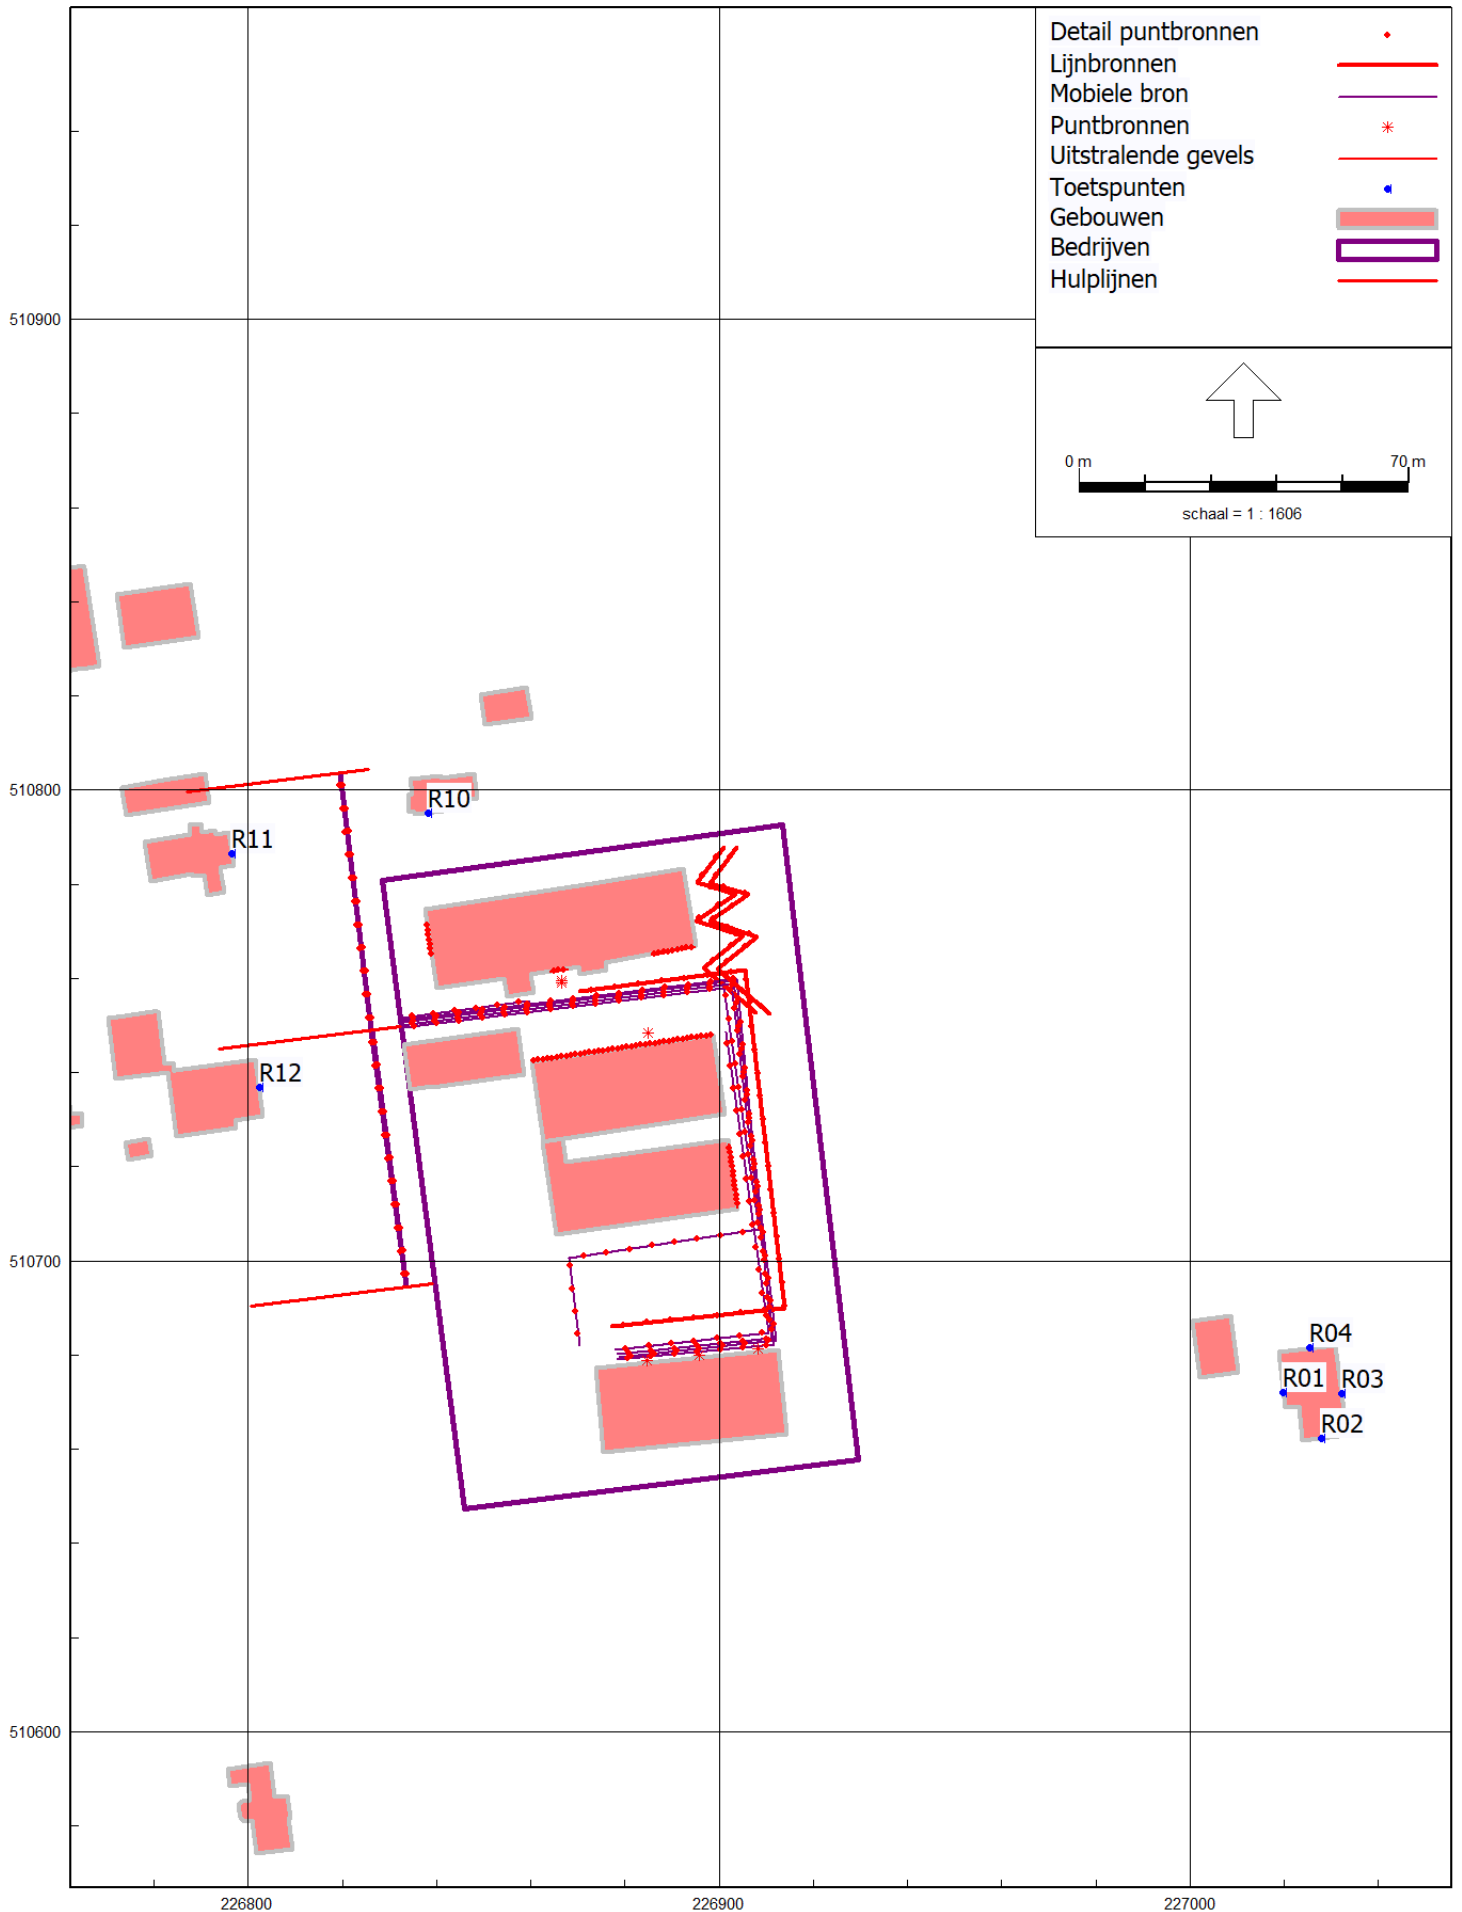 Detail puntbronnen
Lijnbronnen
Mobiele bron
Puntbronnen
Uitstralende gevels
Toetspunten
Gebouwen
Bedrijven
Hulplijnen
510900
0 m 70 m
schaal = 1 : 1606
510800
R10
R11
R12
510700
R04
R01 R03
R02
510600
226800 226900 227000